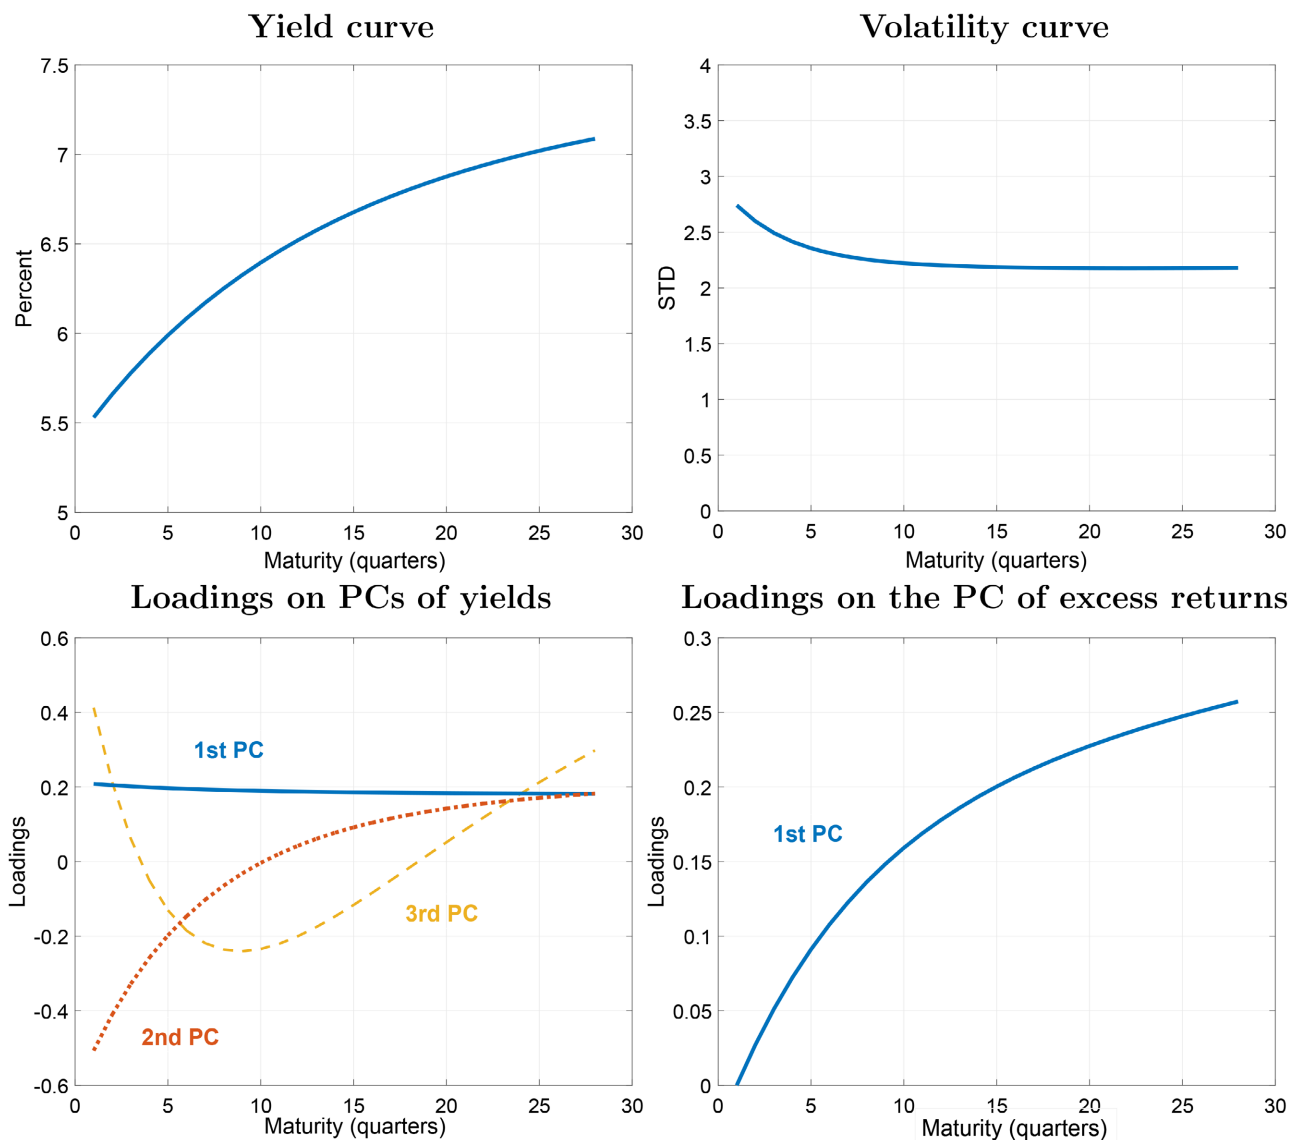 Yield curve
7.5
7
6.5
6
5.5
5
Percent
0 5 10 15 20 25 30
Maturity (quarters)
Volatility curve
4
3.5
3
2.5
2
1.5
1
0.5
0
STD
0 5 10 15 20 25 30
Maturity (quarters)
Loadings on PCs of yields
0.6
0.4
0.2
0
-0.2
-0.4
-0.6
Loadings
1st PC
3rd PC
2nd PC
0 5 10 15 20 25 30
Maturity (quarters)
Loadings on the PC of excess returns
0.3
0.25
0.2
0.15
0.1
0.05
0
Loadings
1st PC
0 5 10 15 20 25 30
Maturity (quarters)